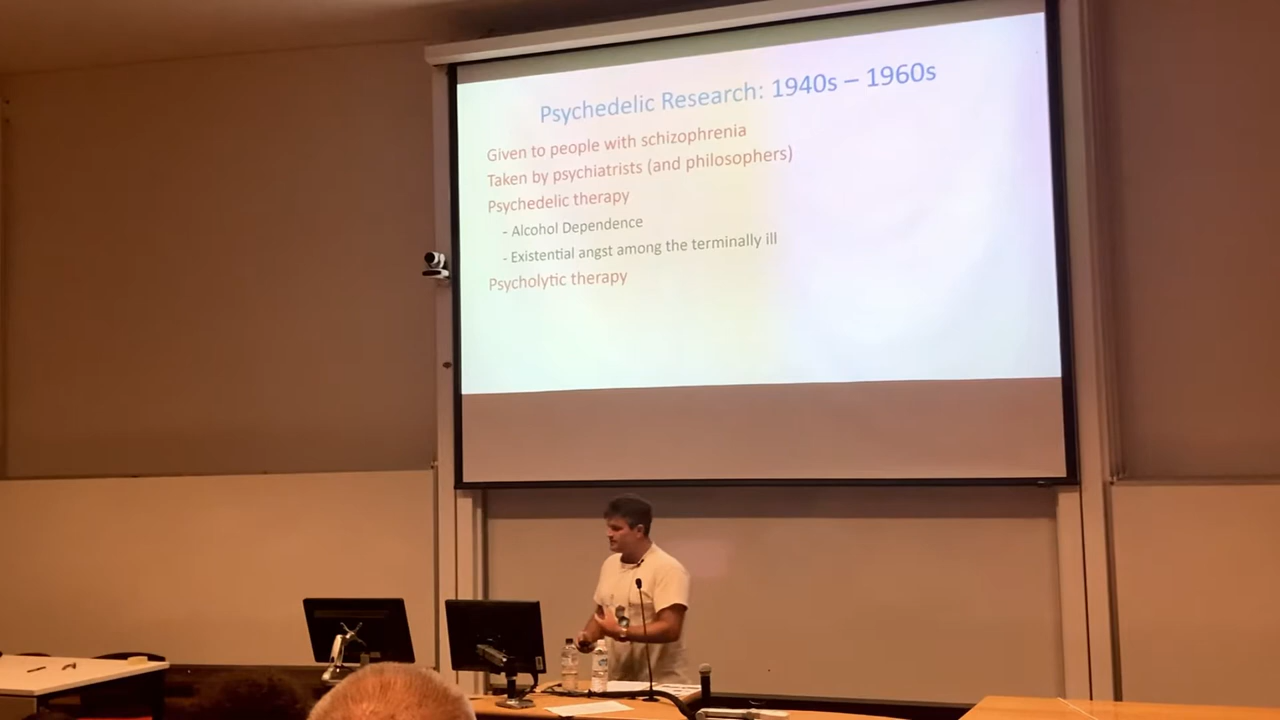 Psychedelic Research: 1940s – 1960s
Given to people with schizophrenia
Taken by psychiatrists (and philosophers)
Psychedelic therapy
- Alcohol Dependence
- Existential angst among the terminally ill
Psycholytic therapy